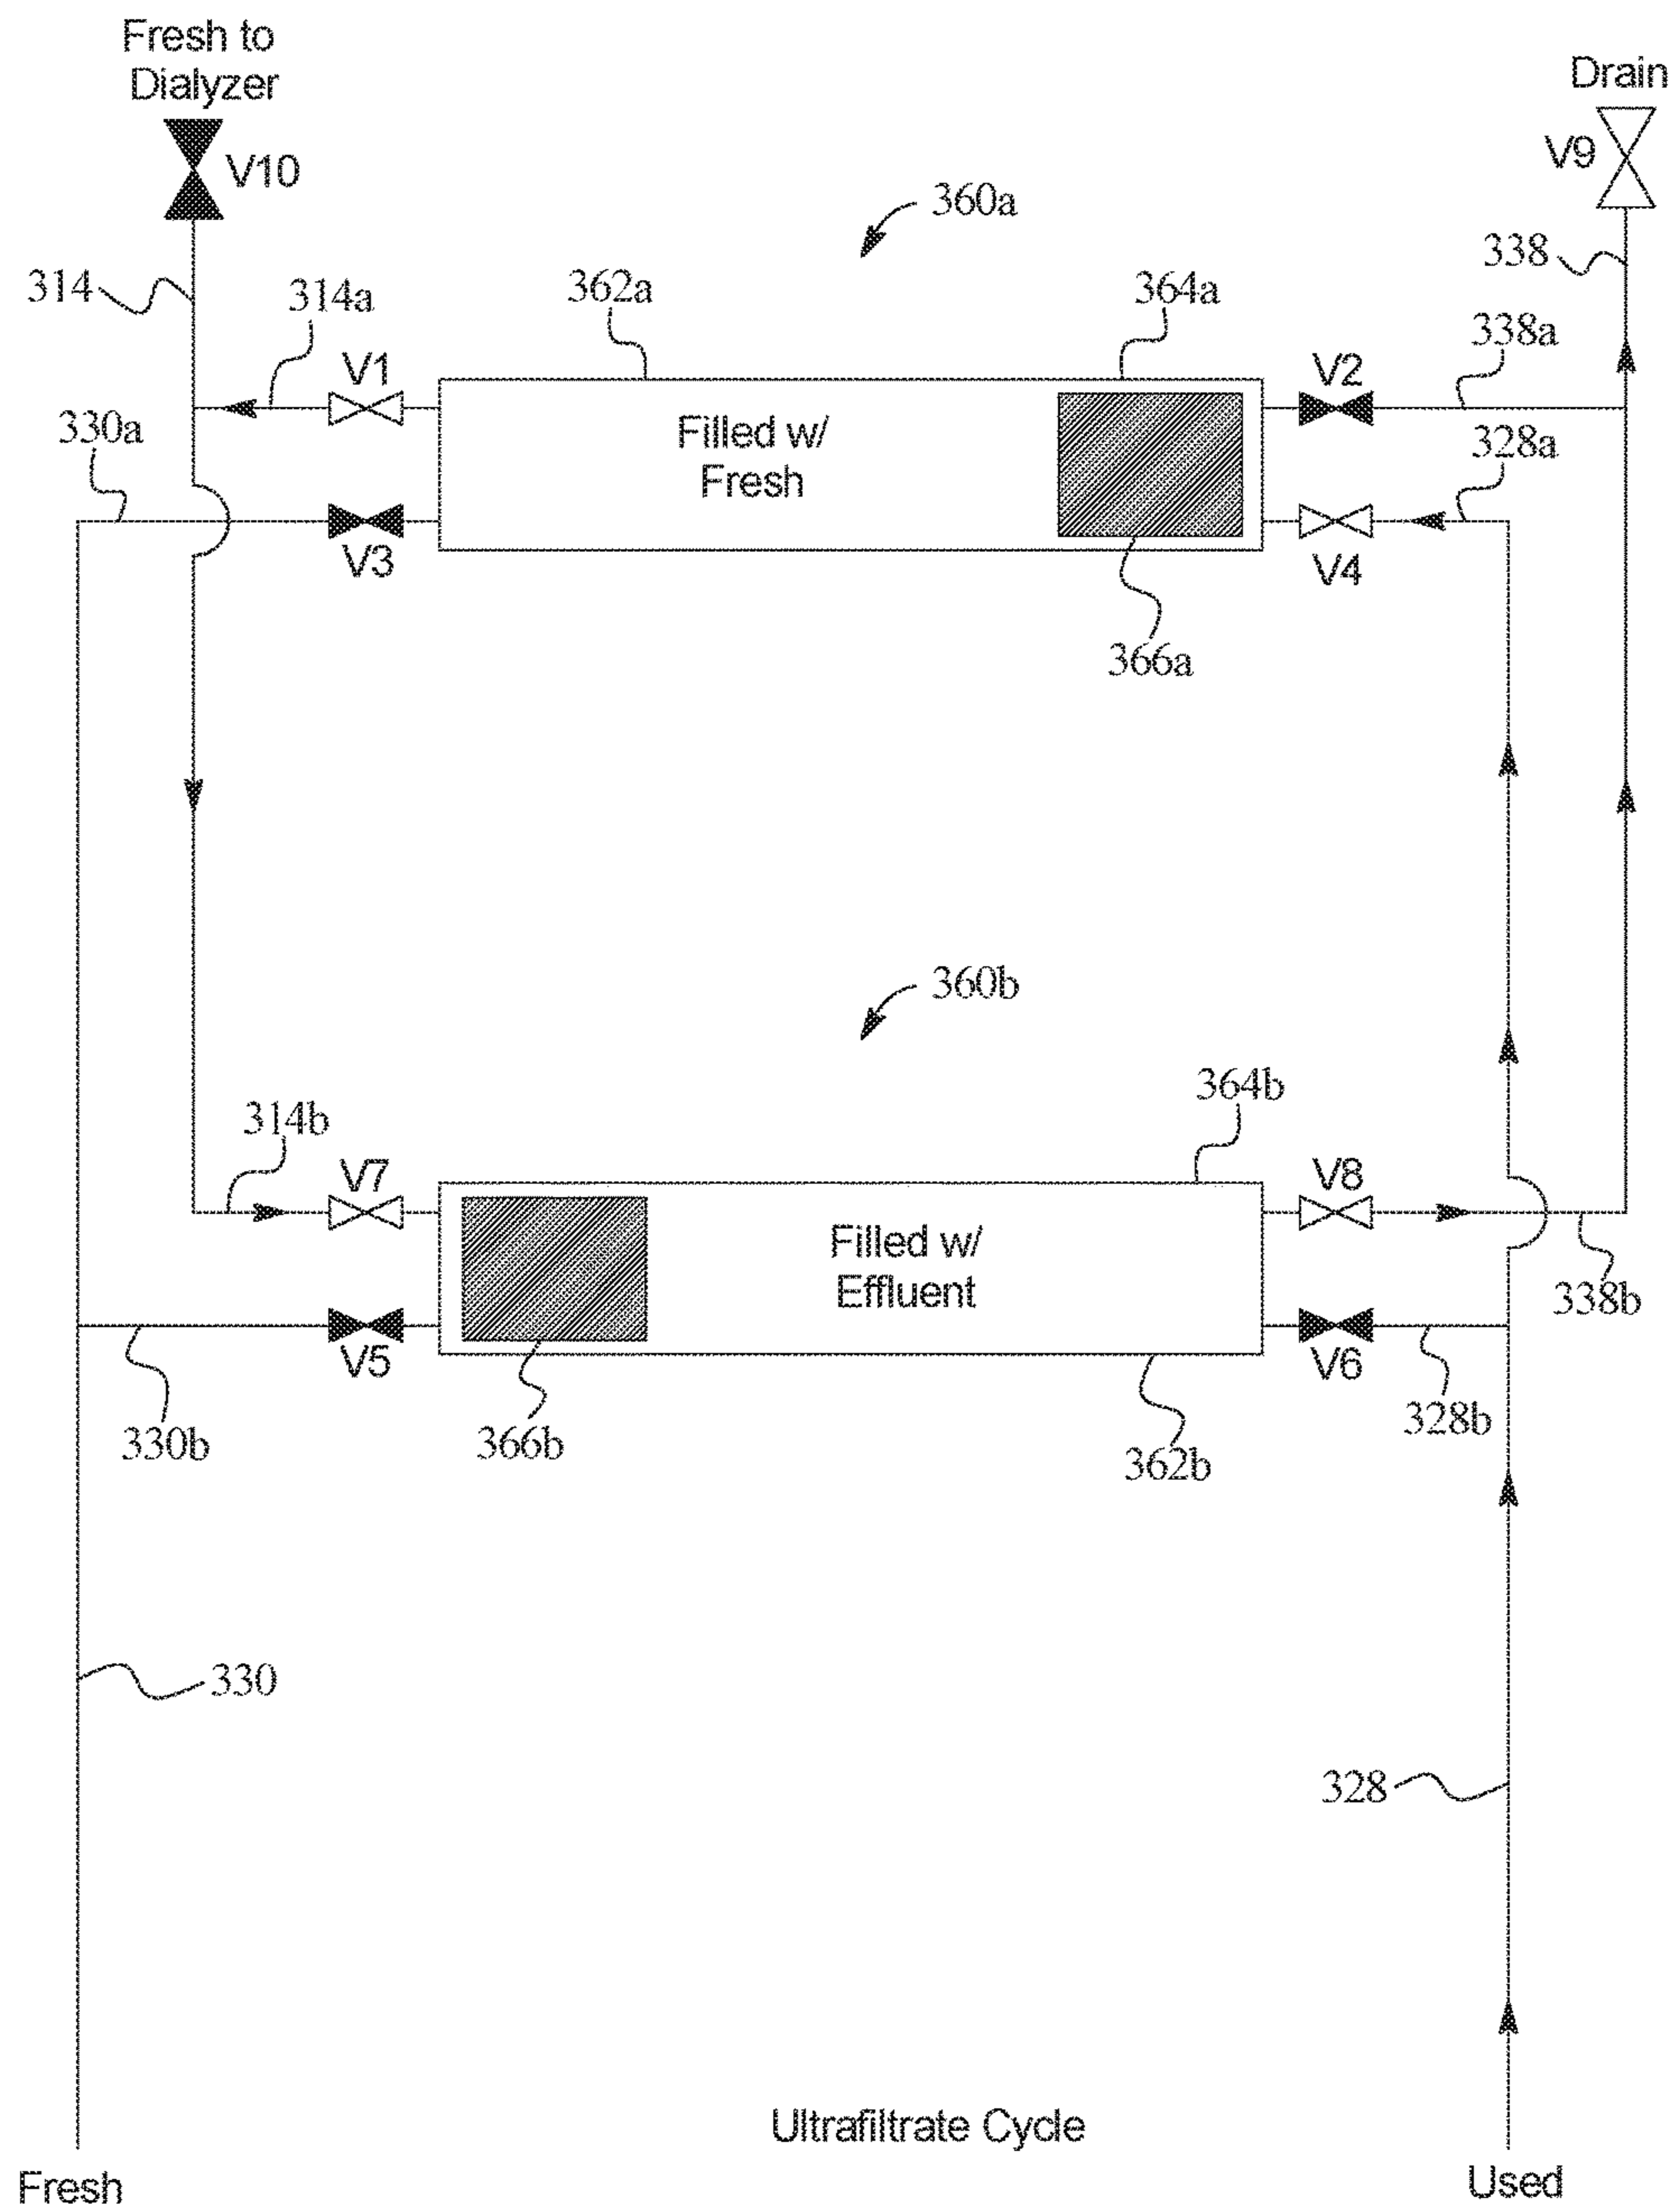 Fresh to
Dialyzer
Drain
V10
V9
360a
338
314
314a
362a
364a
338a
V1
V2
330a
Filled w/
Fresh
328a
V3
V4
366a
360b
364b
314b
V7
V8
Filled w/
Effluent
338b
V5
V6
330b
366b
328b
362b
330
328
Ultrafiltrate Cycle
Fresh
Used